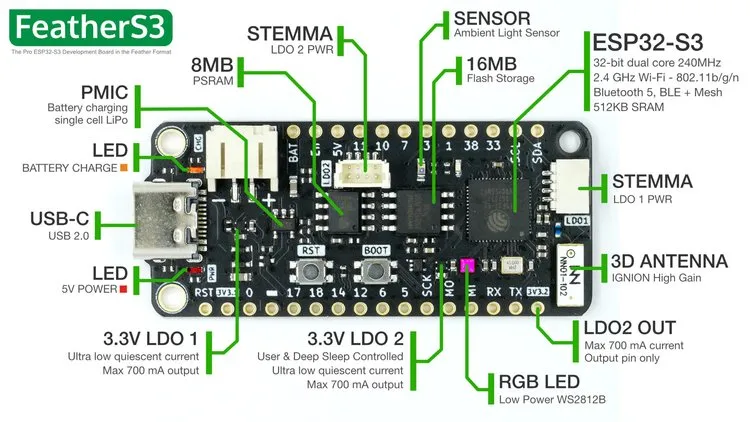 FeatherS3
The Pro ESP32-S3 Development Board in the Feather Format
STEMMA
LDO 2 PWR
SENSOR
Ambient Light Sensor
ESP32-S3
32-bit dual core 240MHz
2.4 GHz Wi-Fi - 802.11b/g/n
Bluetooth 5, BLE + Mesh
512KB SRAM
8MB
PSRAM
16MB
Flash Storage
PMIC
Battery charging
single cell LiPo
LED
BATTERY CHARGE
USB-C
USB 2.0
LED
5V POWER
CHG
BAT
5V
11
10
7
3
1
38
33
SDA
LDO2
LDO1
- +
RST
BOOT
PWR
RST
3V3.1
0
17
18
14
12
6
5
SCK
MO
MI
RX
TX
3V3.2
NN01-102
STEMMA
LDO 1 PWR
3D ANTENNA
IGNION High Gain
3.3V LDO 1
Ultra low quiescent current
Max 700 mA output
3.3V LDO 2
User & Deep Sleep Controlled
Ultra low quiescent current
Max 700 mA output
RGB LED
Low Power WS2812B
LDO2 OUT
Max 700 mA current
Output pin only